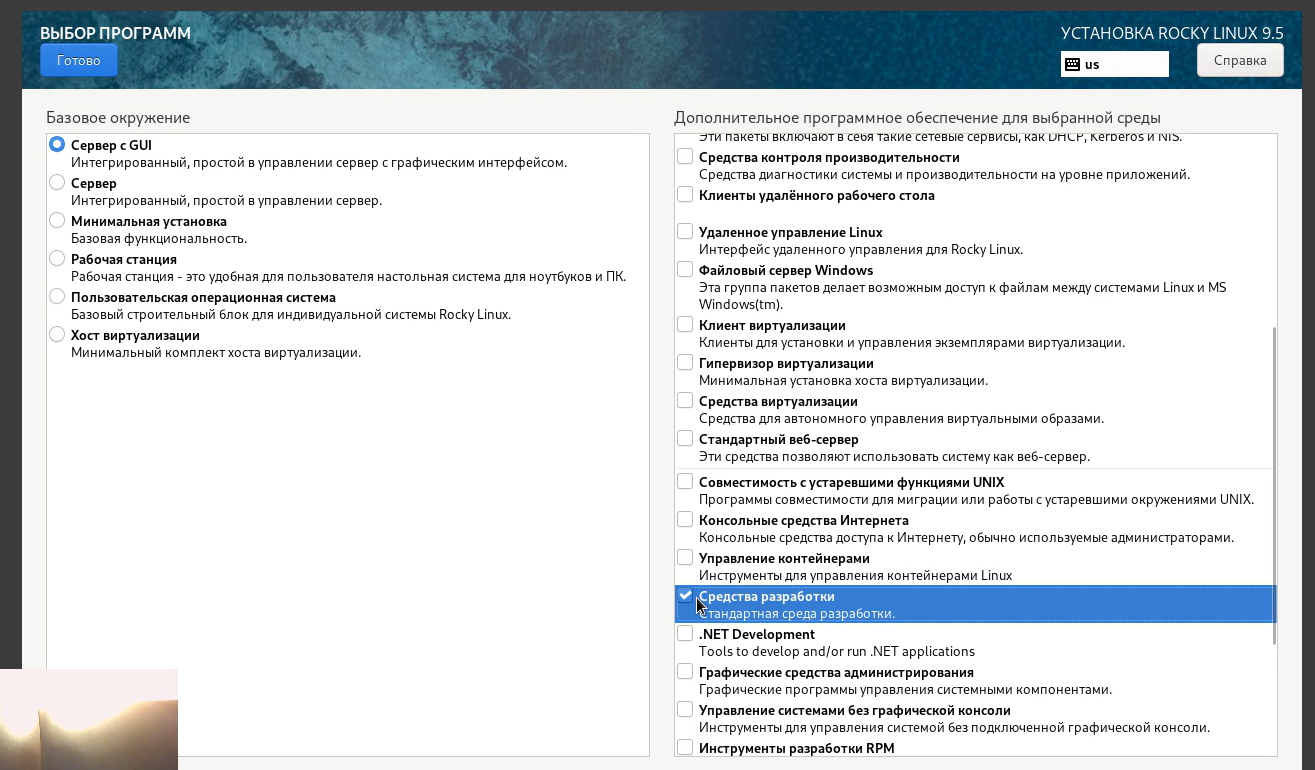 ВЫБОР ПРОГРАММ
УСТАНОВКА ROCKY LINUX 9.5
Готово
us
Справка
Базовое окружение
Сервер с GUI
Интегрированный, простой в управлении сервер с графическим интерфейсом.
Сервер
Интегрированный, простой в управлении сервер.
Минимальная установка
Базовая функциональность.
Рабочая станция
Рабочая станция - это удобная для пользователя настольная система для ноутбуков и ПК.
Пользовательская операционная система
Базовый строительный блок для индивидуальной системы Rocky Linux.
Хост виртуализации
Минимальный комплект хоста виртуализации.
Дополнительное программное обеспечение для выбранной среды
Эти пакеты включают в себя такие сетевые сервисы, как DHCP, Kerberos и NIS.
Средства контроля производительности
Средства диагностики системы и производительности на уровне приложений.
Клиенты удалённого рабочего стола
Удаленное управление Linux
Интерфейс удаленного управления для Rocky Linux.
Файловый сервер Windows
Эта группа пакетов делает возможным доступ к файлам между системами Linux и MS
Windows(tm).
Клиент виртуализации
Клиенты для установки и управления экземплярами виртуализации.
Гипервизор виртуализации
Минимальная установка хоста виртуализации.
Средства виртуализации
Средства для автономного управления виртуальными образами.
Стандартный веб-сервер
Эти средства позволяют использовать систему как веб-сервер.
Совместимость с устаревшими функциями UNIX
Программы совместимости для миграции или работы с устаревшими окружениями UNIX.
Консольные средства Интернета
Консольные средства доступа к Интернету, обычно используемые администраторами.
Управление контейнерами
Инструменты для управления контейнерами Linux
Средства разработки
Стандартная среда разработки.
.NET Development
Tools to develop and/or run .NET applications
Графические средства администрирования
Графические программы управления системными компонентами.
Управление системами без графической консоли
Инструменты для управления системой без подключенной графической консоли.
Инструменты разработки RPM